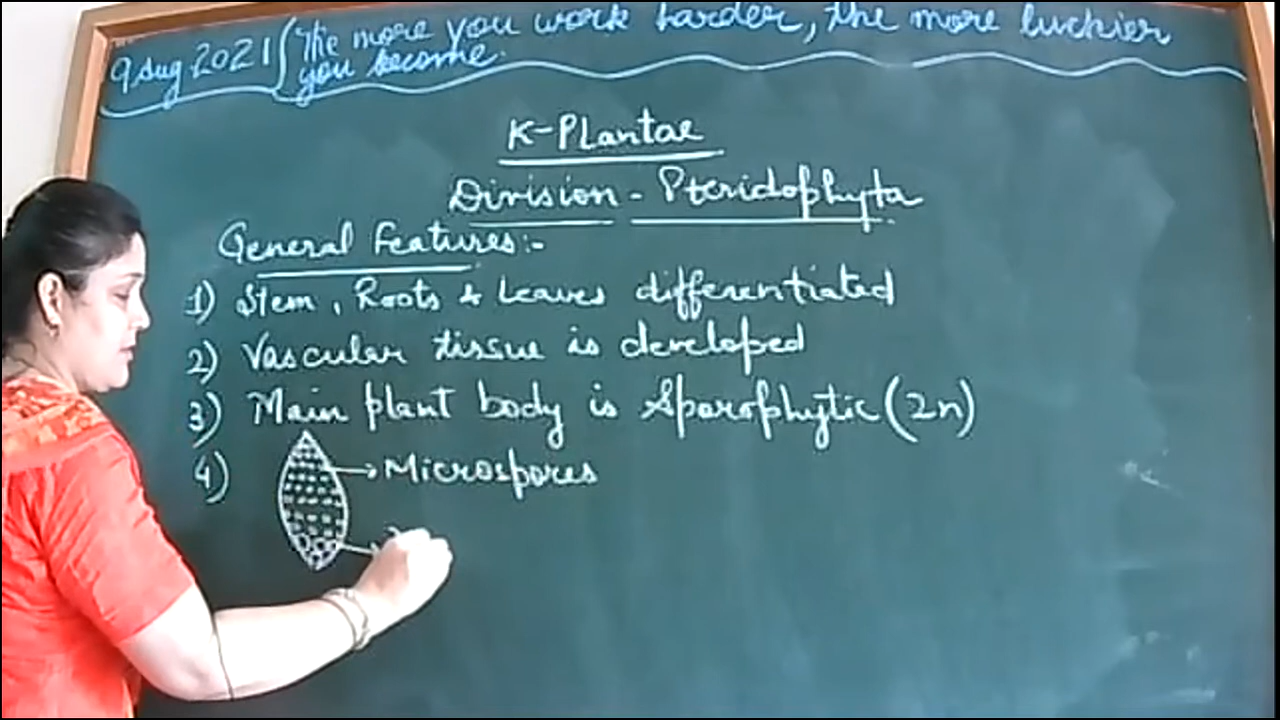 9 Aug 2021 The more you work harder, the more luckier
you become.
K-Plantae
Division - Pteridophyta
General Features:-
1) Stem, Roots & Leaves differentiated
2) Vascular tissue is developed
3) Main plant body is Sporophytic (2n)
4) → Microspores